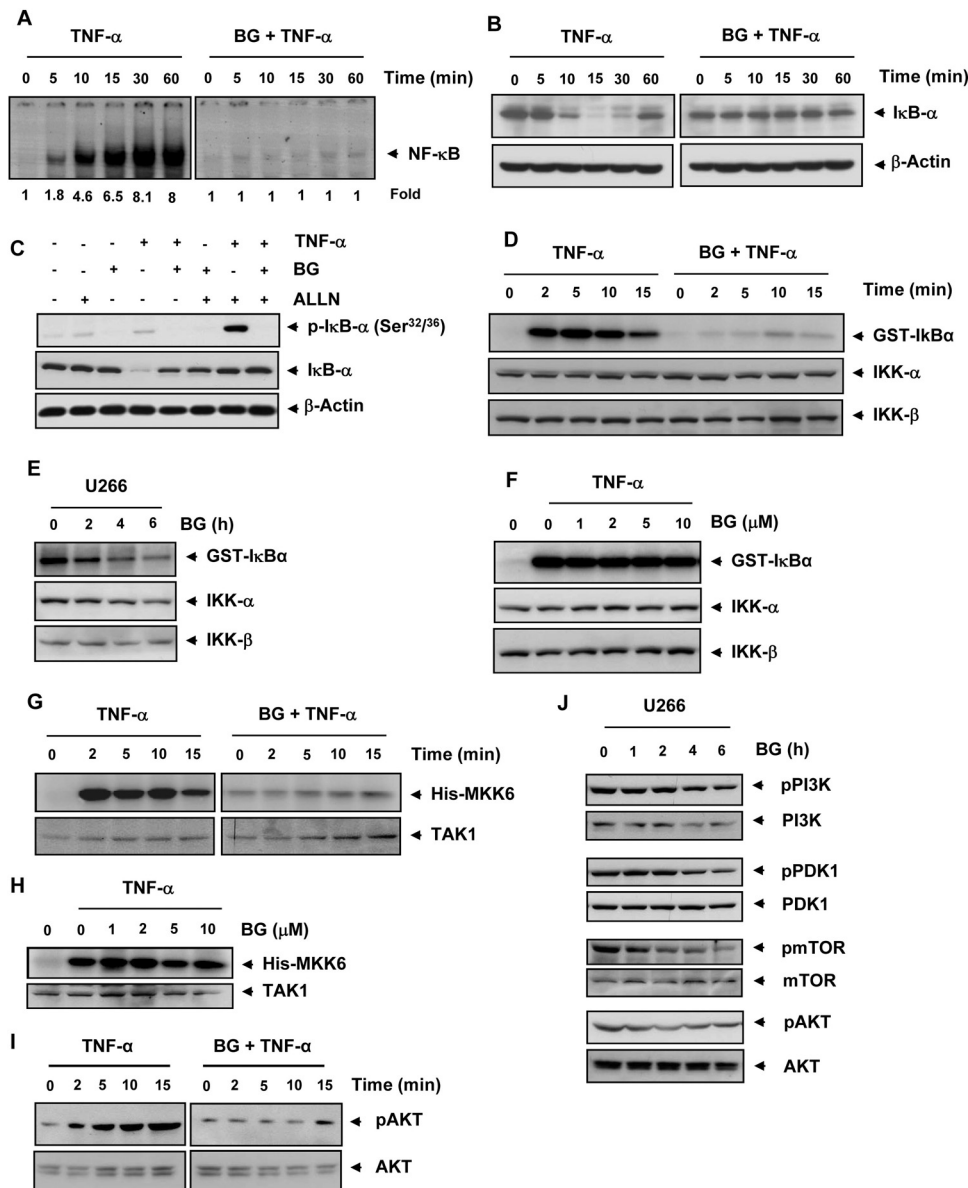 A
TNF-α BG + TNF-α
0 5 10 15 30 60 0 5 10 15 30 60 Time (min)
NF-κB
1 1.8 4.6 6.5 8.1 8 1 1 1 1 1 1 Fold
B
TNF-α BG + TNF-α
0 5 10 15 30 60 0 5 10 15 30 60 Time (min)
IκB-α
β-Actin
C
- - - + + - + + TNF-α
- - + - + + - + BG
- + - - - + + + ALLN
p-IκB-α (Ser32/36)
IκB-α
β-Actin
D
TNF-α BG + TNF-α
0 2 5 10 15 0 2 5 10 15 Time (min)
GST-IkBα
IKK-α
IKK-β
E
U266
0 2 4 6 BG (h)
GST-IκBα
IKK-α
IKK-β
F
TNF-α
0 0 1 2 5 10 BG (μM)
GST-IκBα
IKK-α
IKK-β
G
TNF-α BG + TNF-α
0 2 5 10 15 0 2 5 10 15 Time (min)
His-MKK6
TAK1
H
TNF-α
0 0 1 2 5 10 BG (μM)
His-MKK6
TAK1
I
TNF-α BG + TNF-α
0 2 5 10 15 0 2 5 10 15 Time (min)
pAKT
AKT
J
U266
0 1 2 4 6 BG (h)
pPI3K
PI3K
pPDK1
PDK1
pmTOR
mTOR
pAKT
AKT